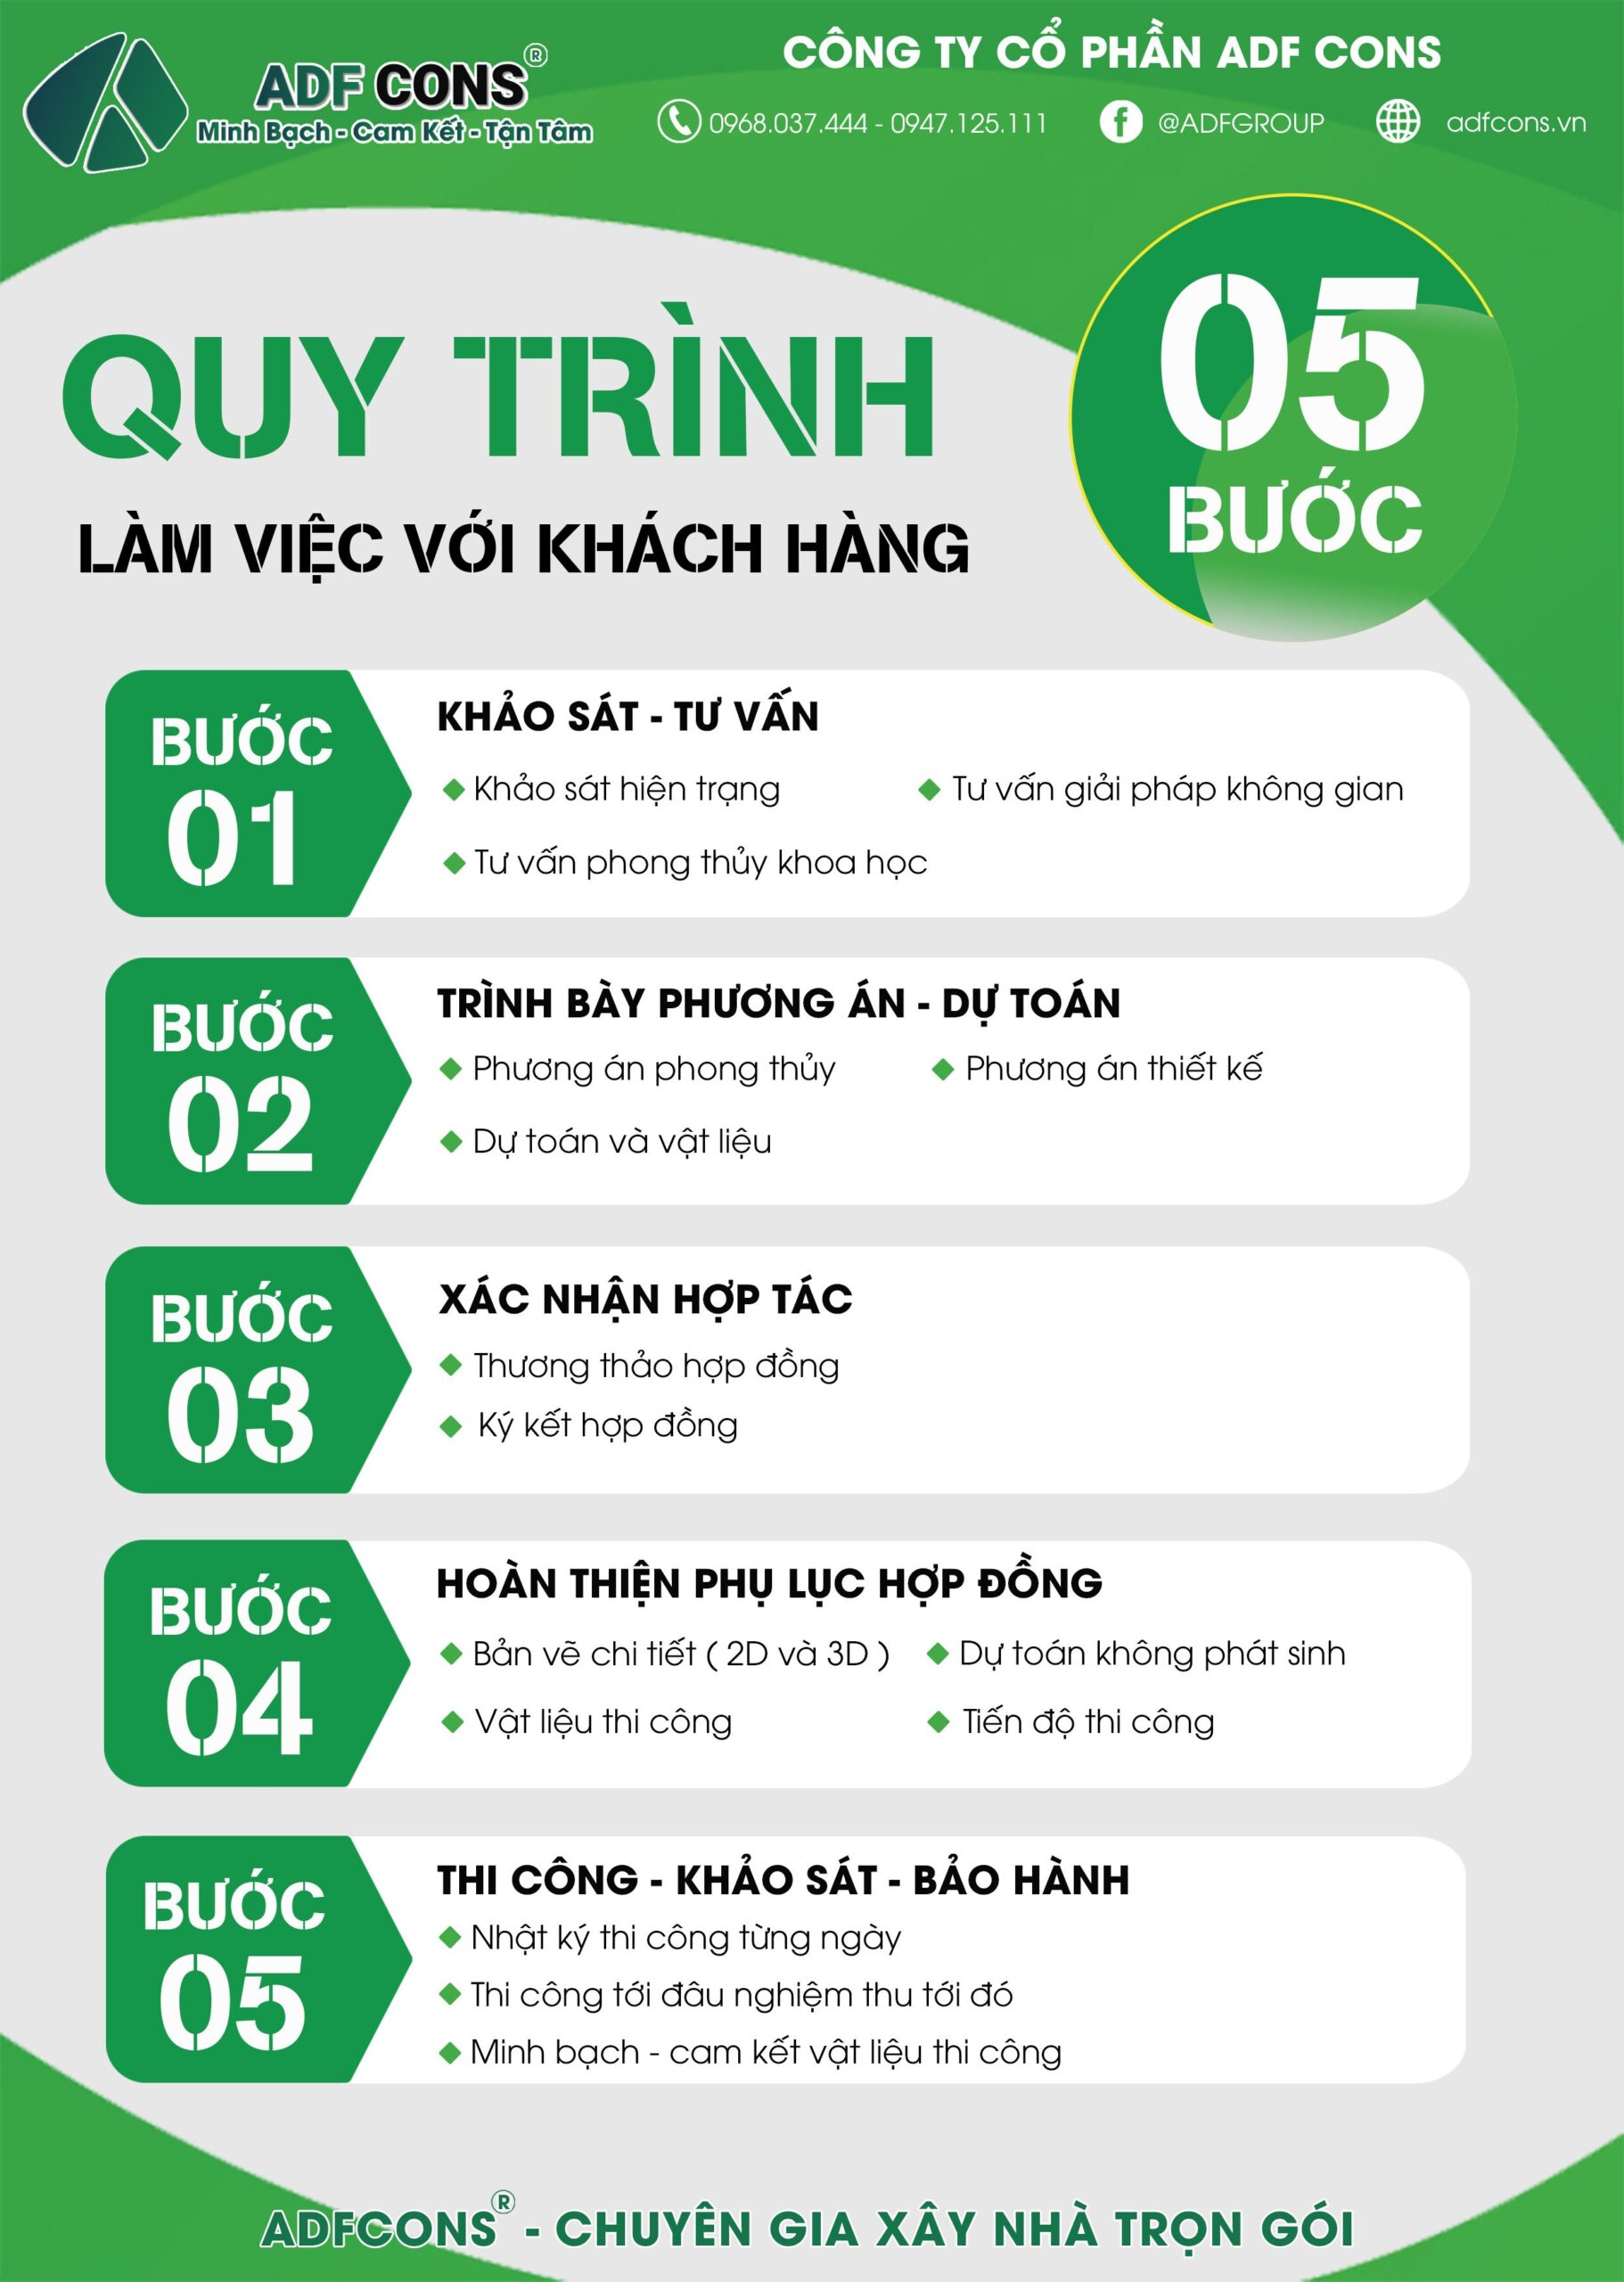 ADF CONS®
Minh Bạch - Cam Kết - Tận Tâm
CÔNG TY CỔ PHẦN ADF CONS
0968.037.444 - 0947.125.111 @ADFGROUP adfcons.vn
QUY TRÌNH
LÀM VIỆC VỚI KHÁCH HÀNG
05
BƯỚC
BƯỚC
01
KHẢO SÁT - TƯ VẤN
Khảo sát hiện trạng
Tư vấn giải pháp không gian
Tư vấn phong thủy khoa học
BƯỚC
02
TRÌNH BÀY PHƯƠNG ÁN - DỰ TOÁN
Phương án phong thủy
Phương án thiết kế
Dự toán và vật liệu
BƯỚC
03
XÁC NHẬN HỢP TÁC
Thương thảo hợp đồng
Ký kết hợp đồng
BƯỚC
04
HOÀN THIỆN PHỤ LỤC HỢP ĐỒNG
Bản vẽ chi tiết ( 2D và 3D )
Dự toán không phát sinh
Vật liệu thi công
Tiến độ thi công
BƯỚC
05
THI CÔNG - KHẢO SÁT - BẢO HÀNH
Nhật ký thi công từng ngày
Thi công tới đâu nghiệm thu tới đó
Minh bạch - cam kết vật liệu thi công
ADFCONS® - CHUYÊN GIA XÂY NHÀ TRỌN GÓI